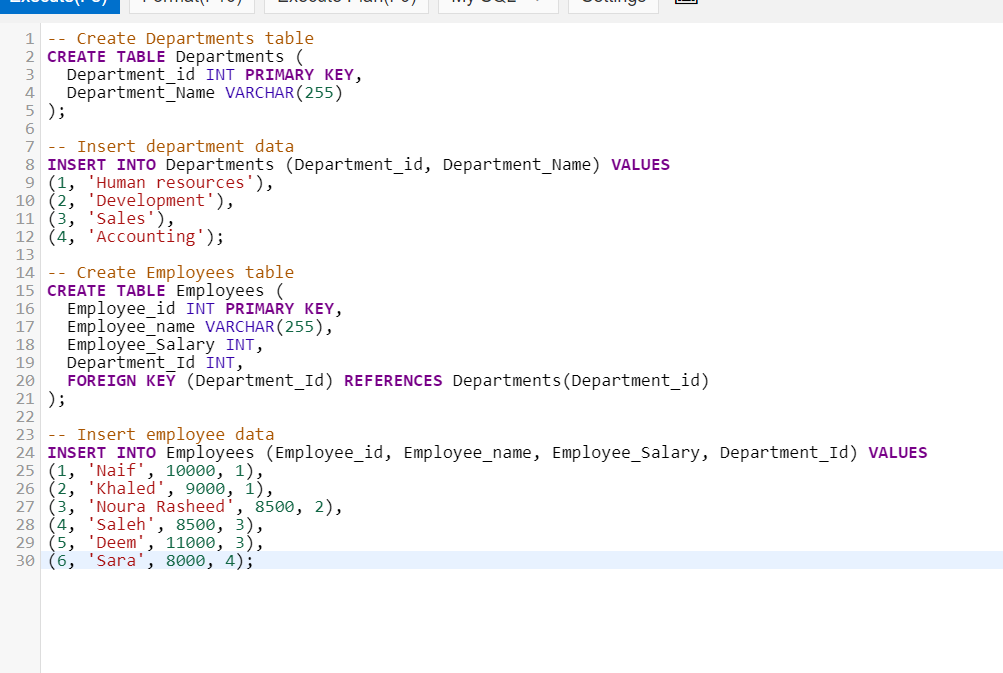 1 -- Create Departments table
2 CREATE TABLE Departments (
3   Department_id INT PRIMARY KEY,
4   Department_Name VARCHAR(255)
5 );
6
7 -- Insert department data
8 INSERT INTO Departments (Department_id, Department_Name) VALUES
9 (1, 'Human resources'),
10 (2, 'Development'),
11 (3, 'Sales'),
12 (4, 'Accounting');
13
14 -- Create Employees table
15 CREATE TABLE Employees (
16   Employee_id INT PRIMARY KEY,
17   Employee_name VARCHAR(255),
18   Employee_Salary INT,
19   Department_Id INT,
20   FOREIGN KEY (Department_Id) REFERENCES Departments(Department_id)
21 );
22
23 -- Insert employee data
24 INSERT INTO Employees (Employee_id, Employee_name, Employee_Salary, Department_Id) VALUES
25 (1, 'Naif', 10000, 1),
26 (2, 'Khaled', 9000, 1),
27 (3, 'Noura Rasheed', 8500, 2),
28 (4, 'Saleh', 8500, 3),
29 (5, 'Deem', 11000, 3),
30 (6, 'Sara', 8000, 4);